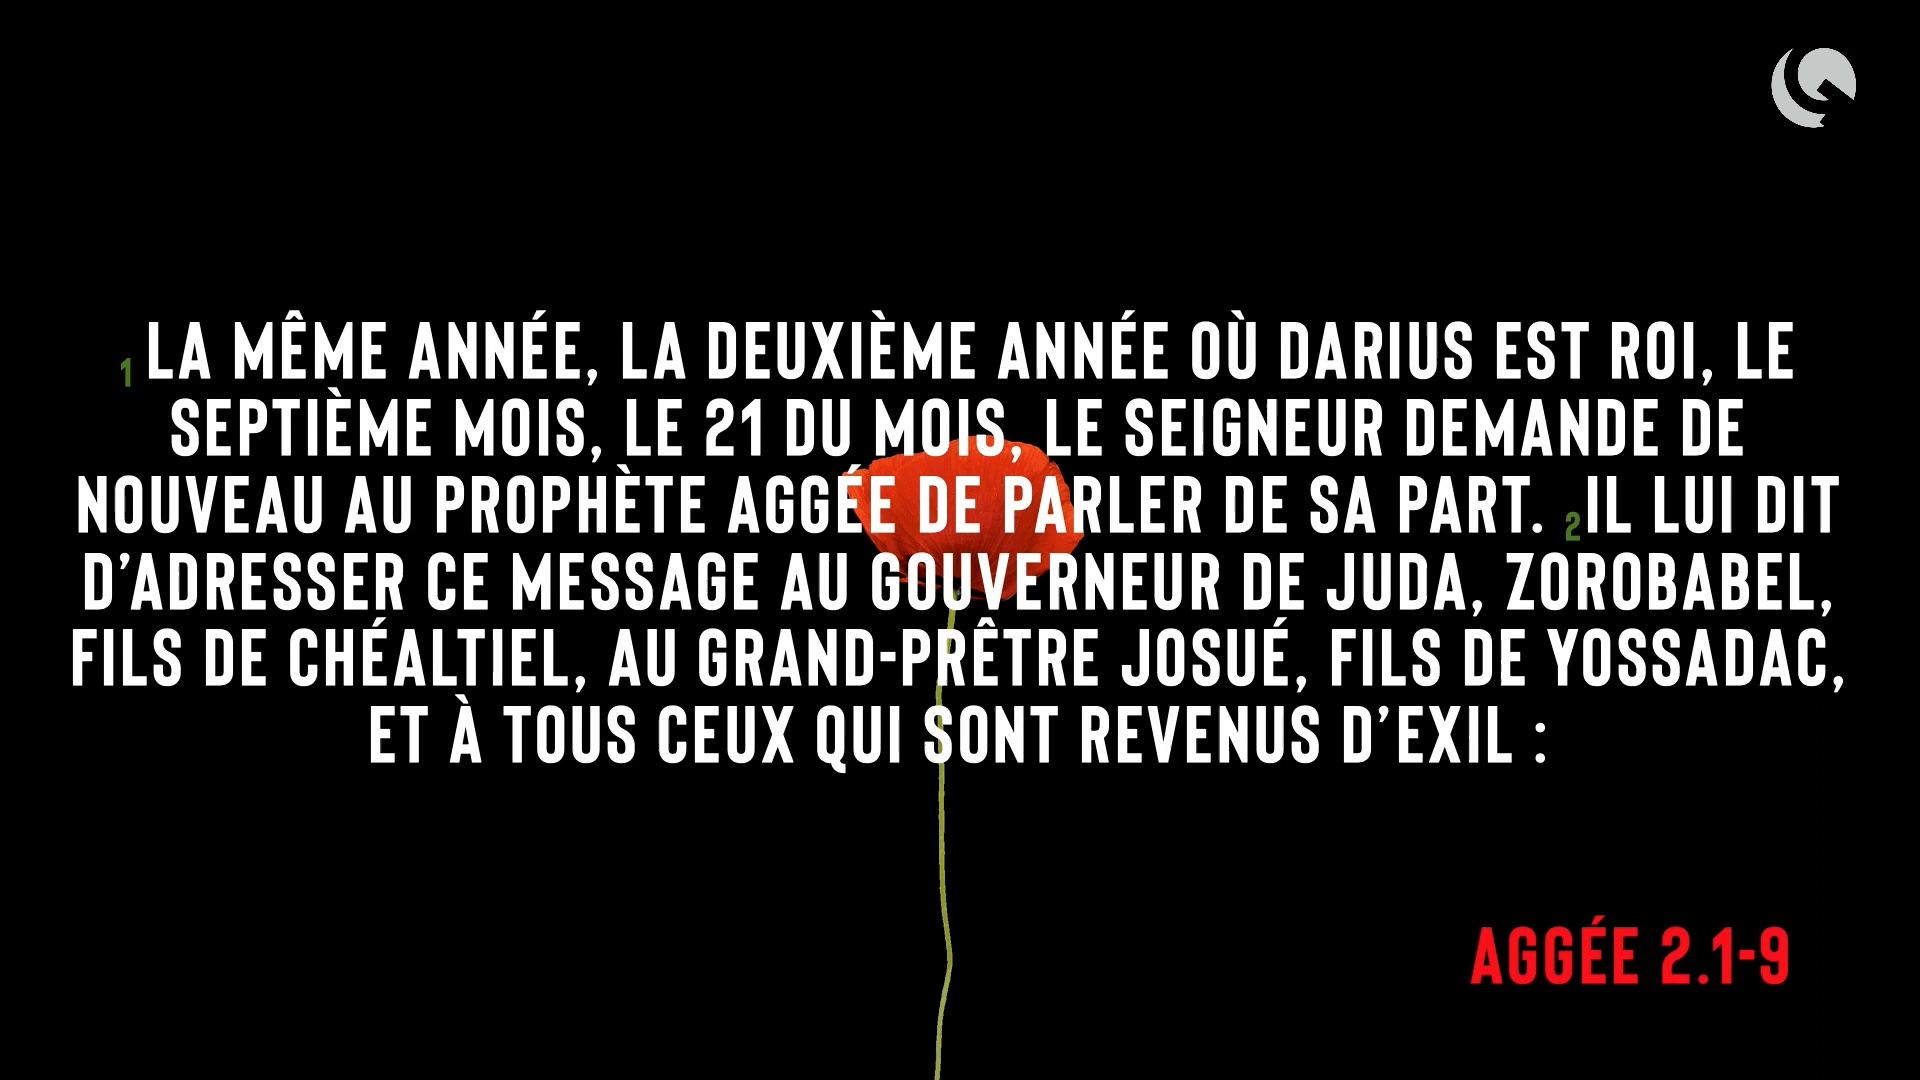 1 LA MÊME ANNÉE, LA DEUXIÈME ANNÉE OÙ DARIUS EST ROI, LE
SEPTIÈME MOIS, LE 21 DU MOIS, LE SEIGNEUR DEMANDE DE
NOUVEAU AU PROPHÈTE AGGÉE DE PARLER DE SA PART. 2 IL LUI DIT
D’ADRESSER CE MESSAGE AU GOUVERNEUR DE JUDA, ZOROBABEL,
FILS DE CHÉALTIEL, AU GRAND-PRÊTRE JOSUÉ, FILS DE YOSSADAC,
ET À TOUS CEUX QUI SONT REVENUS D’EXIL :
AGGÉE 2.1-9